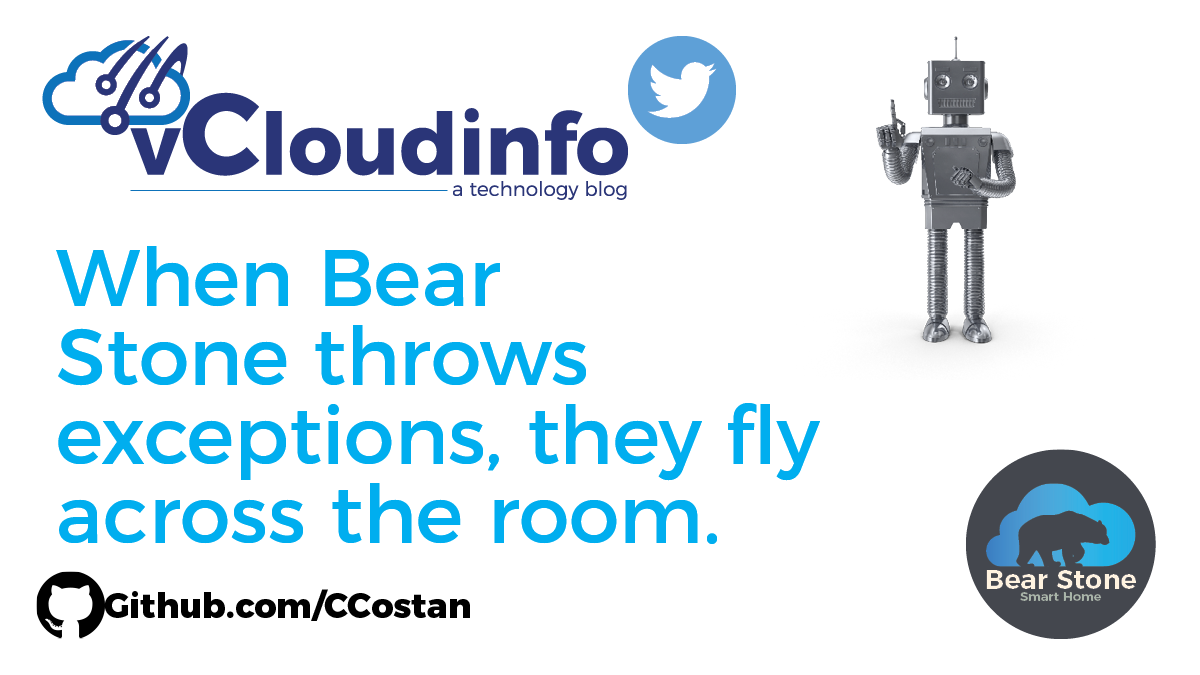 vCloudinfo
a technology blog
When Bear
Stone throws
exceptions, they fly
across the room.
Github.com/CCostan
Bear Stone
Smart Home